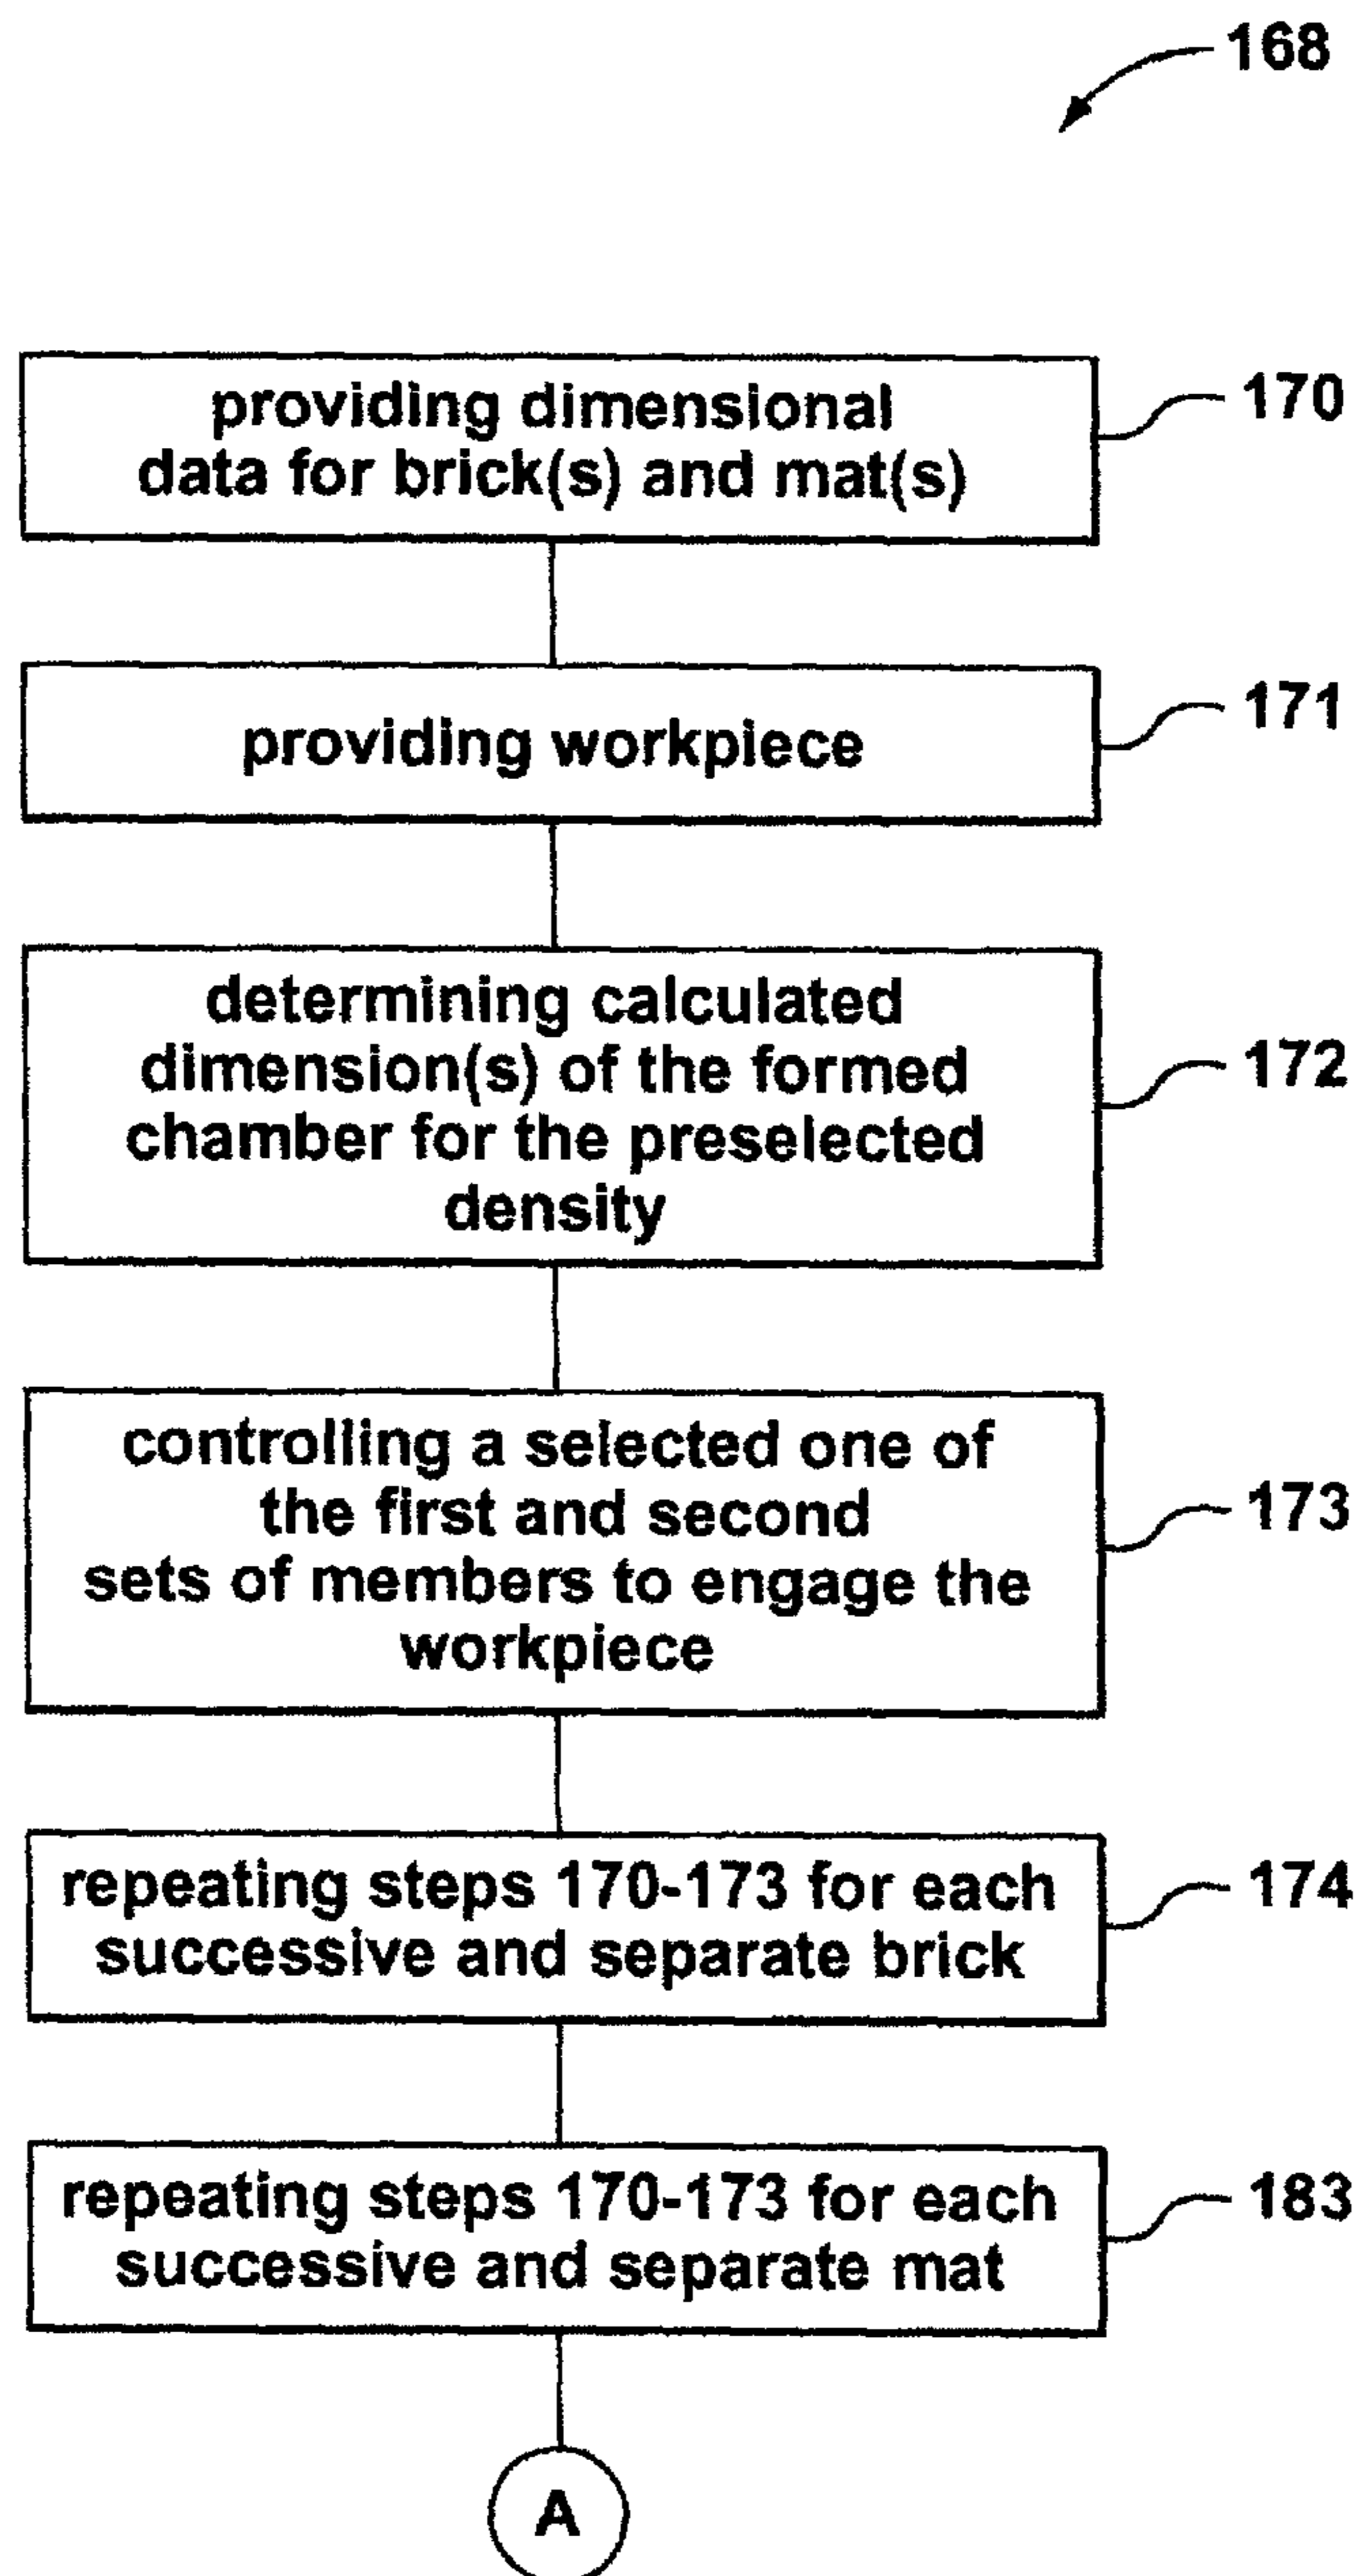 168
providing dimensional
data for brick(s) and mat(s)
170
providing workpiece
171
determining calculated
dimension(s) of the formed
chamber for the preselected
density
172
controlling a selected one of
the first and second
sets of members to engage the
workpiece
173
repeating steps 170-173 for each
successive and separate brick
174
repeating steps 170-173 for each
successive and separate mat
183
A